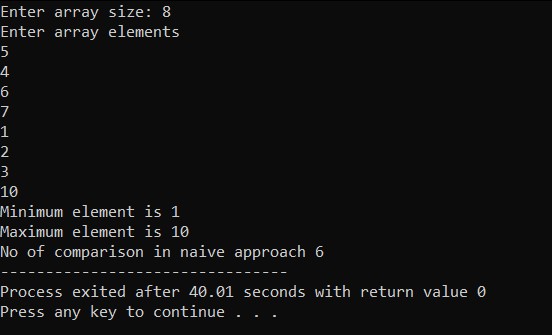 Enter array size: 8
Enter array elements
5
4
6
7
1
2
3
10
Minimum element is 1
Maximum element is 10
No of comparison in naive approach 6
--------------------------------
Process exited after 40.01 seconds with return value 0
Press any key to continue . . .